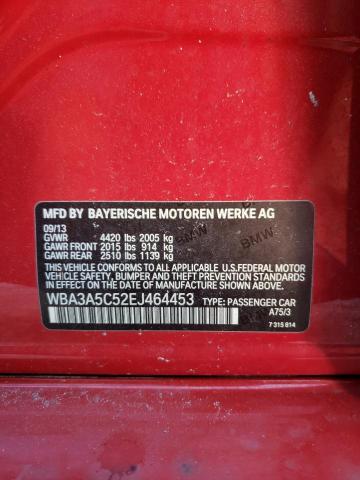 MFD BY BAYERISCHE MOTOREN WERKE AG
09/13
GVWR 4420 lbs 2005 kg
GAWR FRONT 2015 lbs 914 kg
GAWR REAR 2510 lbs 1139 kg
THIS VEHICLE CONFORMS TO ALL APPLICABLE U.S. FEDERAL MOTOR
VEHICLE SAFETY, BUMPER AND THEFT PREVENTION STANDARDS
IN EFFECT ON THE DATE OF MANUFACTURE SHOWN ABOVE.
WBA3A5C52EJ464453 TYPE: PASSENGER CAR
A75/3
7 315 614
BMW
BMW